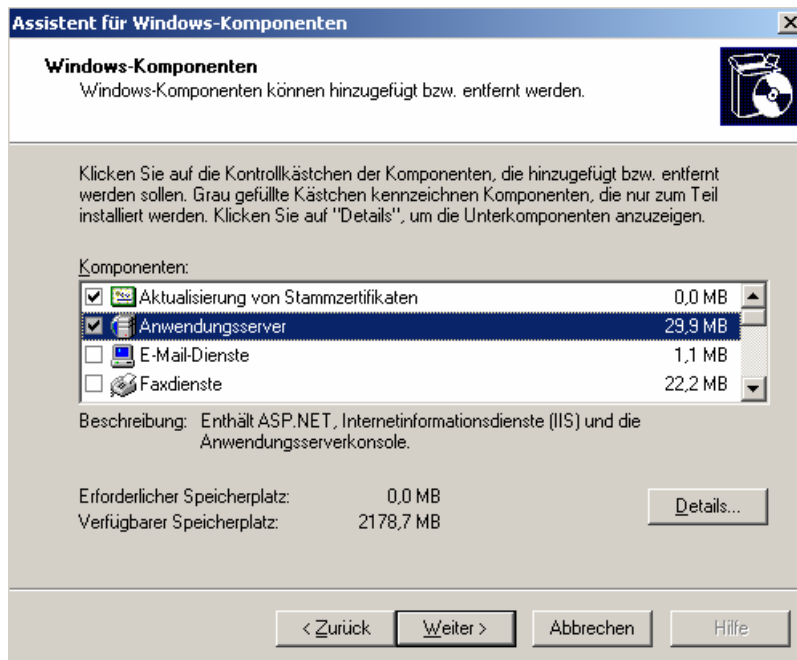 Assistent für Windows-Komponenten
Windows-Komponenten
Windows-Komponenten können hinzugefügt bzw. entfernt werden.
Klicken Sie auf die Kontrollkästchen der Komponenten, die hinzugefügt bzw. entfernt
werden sollen. Grau gefüllte Kästchen kennzeichnen Komponenten, die nur zum Teil
installiert werden. Klicken Sie auf "Details", um die Unterkomponenten anzuzeigen.
Komponenten:
Aktualisierung von Stammzertifikaten 0,0 MB
Anwendungsserver 29,9 MB
E-Mail-Dienste 1,1 MB
Faxdienste 22,2 MB
Beschreibung: Enthält ASP.NET, Internetinformationsdienste (IIS) und die
Anwendungsserverkonsole.
Erforderlicher Speicherplatz: 0,0 MB
Verfügbarer Speicherplatz: 2178,7 MB
Details...
< Zurück Weiter > Abbrechen Hilfe